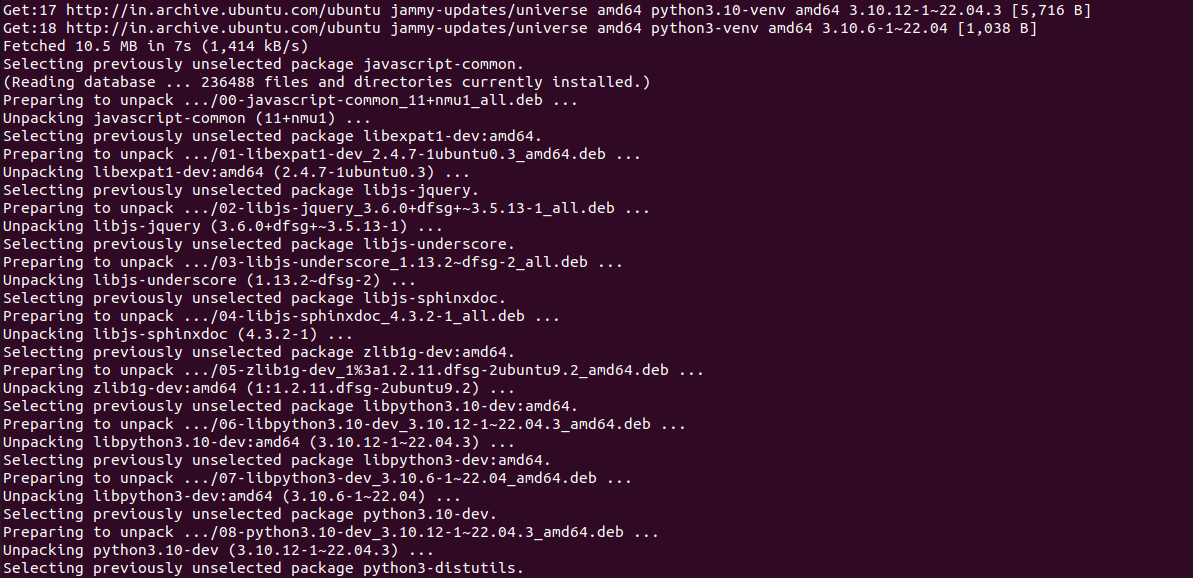 Get:17 http://in.archive.ubuntu.com/ubuntu jammy-updates/universe amd64 python3.10-venv amd64 3.10.12-1~22.04.3 [5,716 B]
Get:18 http://in.archive.ubuntu.com/ubuntu jammy-updates/universe amd64 python3-venv amd64 3.10.6-1~22.04 [1,038 B]
Fetched 10.5 MB in 7s (1,414 kB/s)
Selecting previously unselected package javascript-common.
(Reading database ... 236488 files and directories currently installed.)
Preparing to unpack .../00-javascript-common_11+nmu1_all.deb ...
Unpacking javascript-common (11+nmu1) ...
Selecting previously unselected package libexpat1-dev:amd64.
Preparing to unpack .../01-libexpat1-dev_2.4.7-1ubuntu0.3_amd64.deb ...
Unpacking libexpat1-dev:amd64 (2.4.7-1ubuntu0.3) ...
Selecting previously unselected package libjs-jquery.
Preparing to unpack .../02-libjs-jquery_3.6.0+dfsg+~3.5.13-1_all.deb ...
Unpacking libjs-jquery (3.6.0+dfsg+~3.5.13-1) ...
Selecting previously unselected package libjs-underscore.
Preparing to unpack .../03-libjs-underscore_1.13.2~dfsg-2_all.deb ...
Unpacking libjs-underscore (1.13.2~dfsg-2) ...
Selecting previously unselected package libjs-sphinxdoc.
Preparing to unpack .../04-libjs-sphinxdoc_4.3.2-1_all.deb ...
Unpacking libjs-sphinxdoc (4.3.2-1) ...
Selecting previously unselected package zlib1g-dev:amd64.
Preparing to unpack .../05-zlib1g-dev_1%3a1.2.11.dfsg-2ubuntu9.2_amd64.deb ...
Unpacking zlib1g-dev:amd64 (1:1.2.11.dfsg-2ubuntu9.2) ...
Selecting previously unselected package libpython3.10-dev:amd64.
Preparing to unpack .../06-libpython3.10-dev_3.10.12-1~22.04.3_amd64.deb ...
Unpacking libpython3.10-dev:amd64 (3.10.12-1~22.04.3) ...
Selecting previously unselected package libpython3-dev:amd64.
Preparing to unpack .../07-libpython3-dev_3.10.6-1~22.04_amd64.deb ...
Unpacking libpython3-dev:amd64 (3.10.6-1~22.04) ...
Selecting previously unselected package python3.10-dev.
Preparing to unpack .../08-python3.10-dev_3.10.12-1~22.04.3_amd64.deb ...
Unpacking python3.10-dev (3.10.12-1~22.04.3) ...
Selecting previously unselected package python3-distutils.